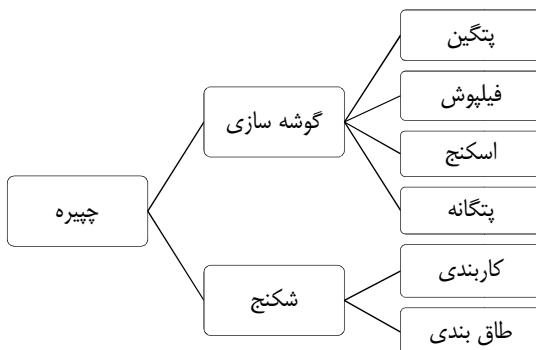 پتگین
فیلپوش
گوشه سازی
اسکنج
پتگانه
چپیره
کاربندی
شکنج
طاق بندی